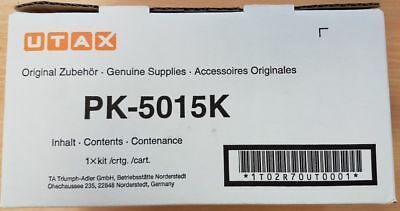 UTAX
Original Zubehör · Genuine Supplies · Accessoires Originales
PK-5015K
Inhalt · Contents · Contenance
1×kit /crtg. /cart.
TA Triumph-Adler GmbH, Betriebsstätte Norderstedt
Ohechaussee 235, 22848 Norderstedt, Germany
*1T02R70UT0001*